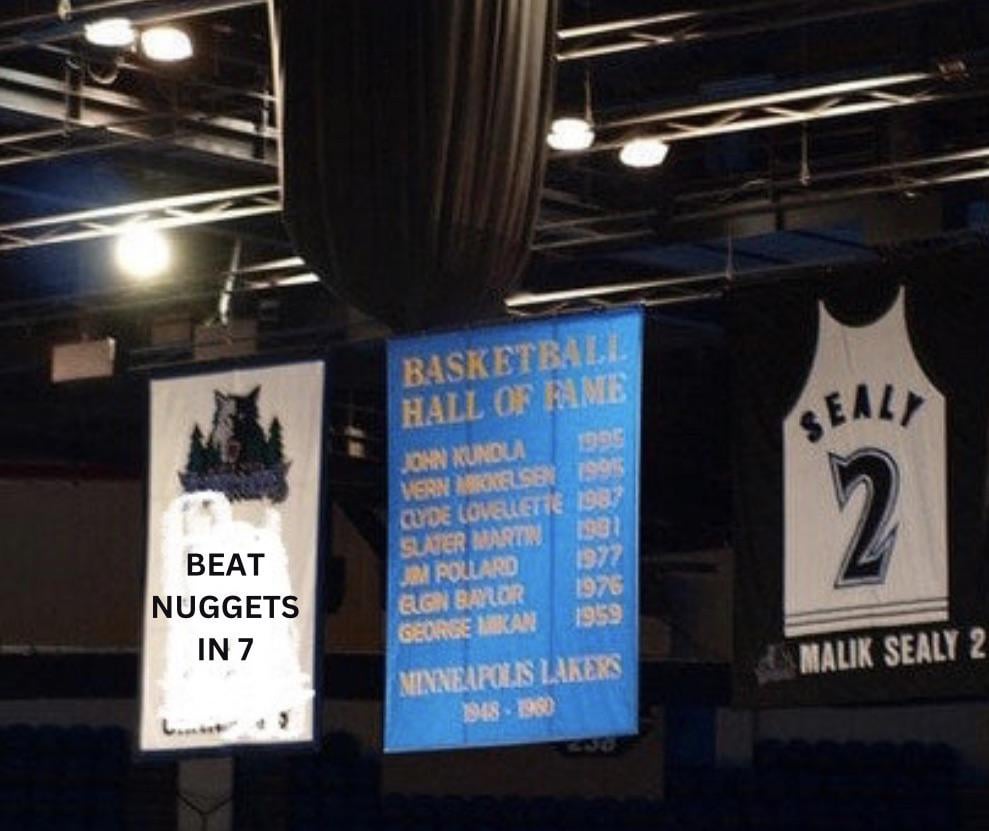 BEAT
NUGGETS
IN 7
BASKETBALL
HALL OF FAME
JOHN KUNDLA 1995
VERN MIKKELSEN 1995
CLYDE LOVELLETTE 1987
SLATER MARTIN 1981
JIM POLLARD 1977
ELGIN BAYLOR 1976
GEORGE MIKAN 1959
MINNEAPOLIS LAKERS
1948 - 1960
SEALY
2
MALIK SEALY 2